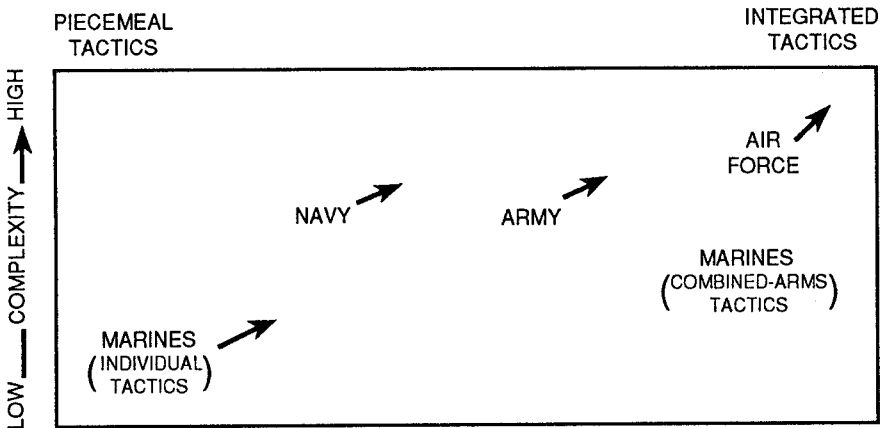 PIECEMEAL
TACTICS
INTEGRATED
TACTICS
LOW COMPLEXITY HIGH
AIR
FORCE
NAVY
ARMY
MARINES
(COMBINED-ARMS
TACTICS)
MARINES
(INDIVIDUAL
TACTICS)